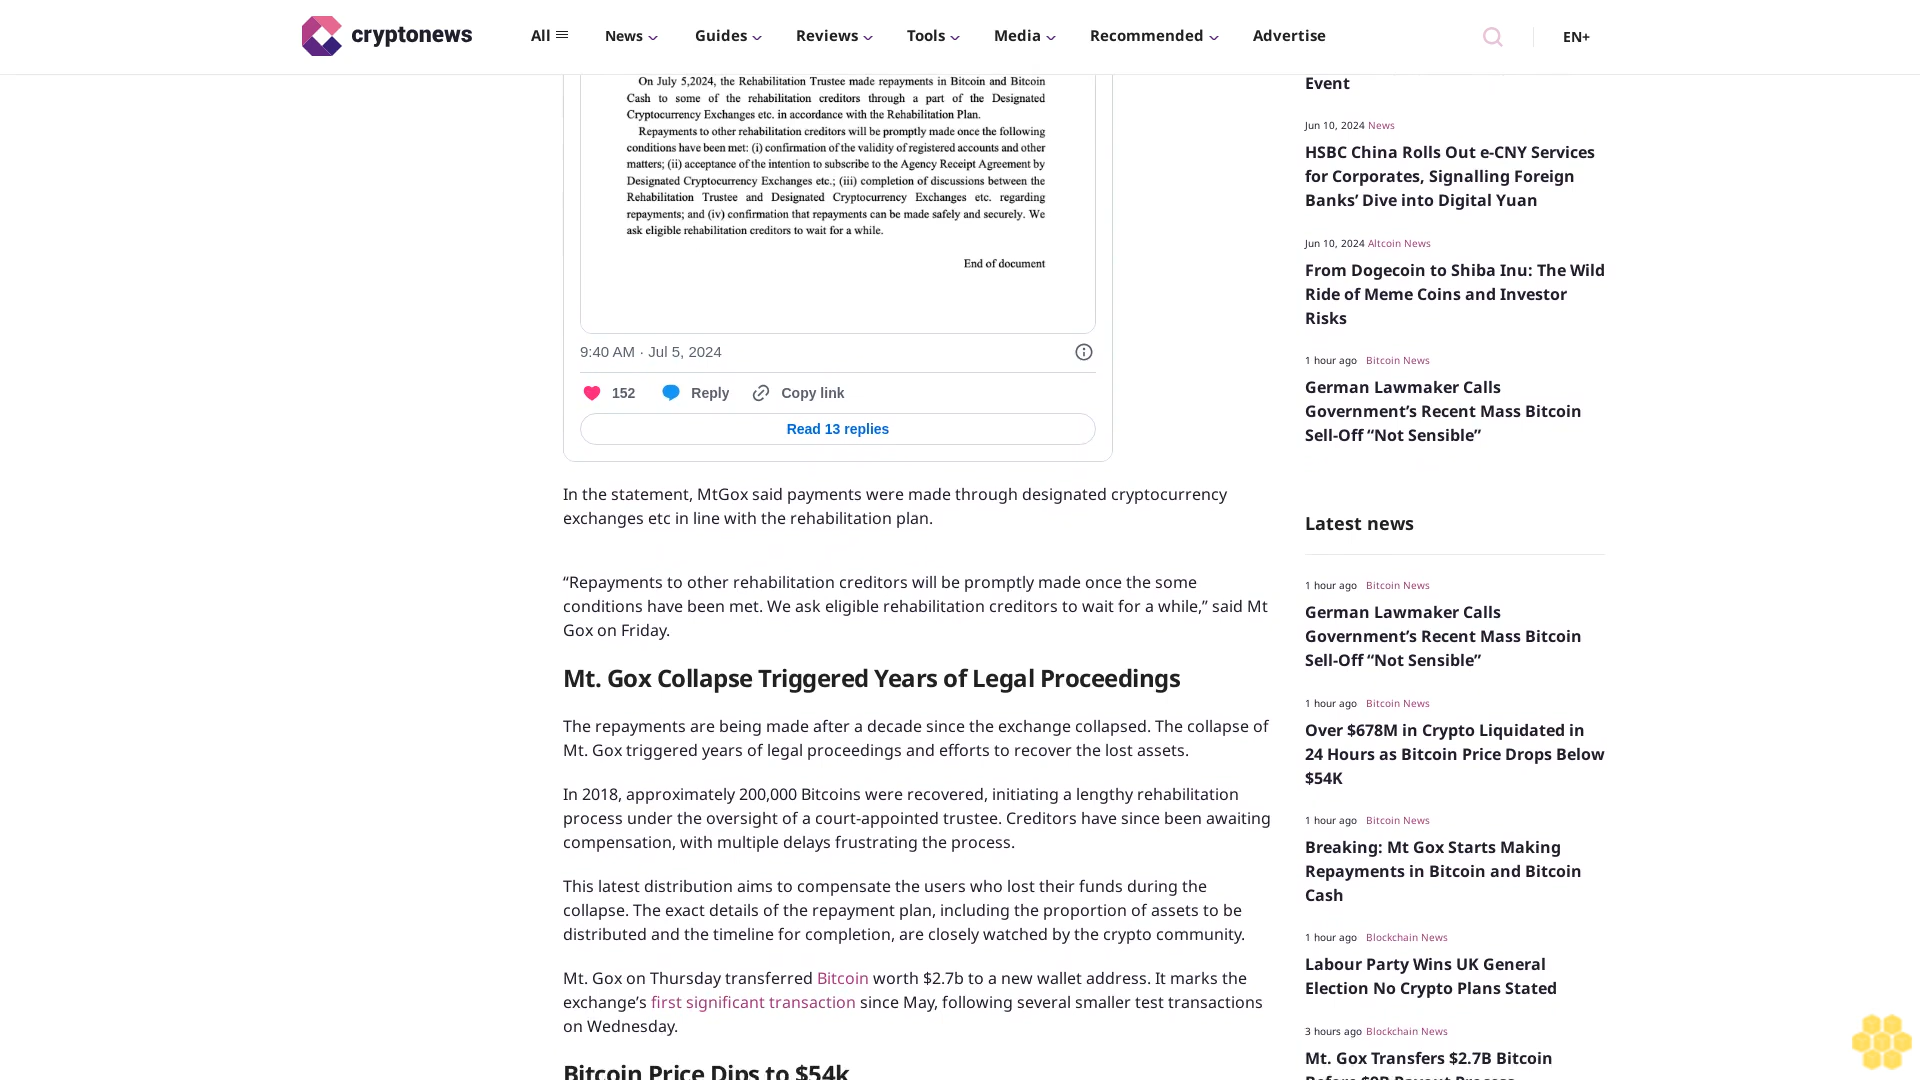 cryptonews
All
News
Guides
Reviews
Tools
Media
Recommended
Advertise
EN+
On July 5,2024, the Rehabilitation Trustee made repayments in Bitcoin and Bitcoin
Cash to some of the rehabilitation creditors through a part of the Designated
Cryptocurrency Exchanges etc. in accordance with the Rehabilitation Plan.
Repayments to other rehabilitation creditors will be promptly made once the following
conditions have been met: (i) confirmation of the validity of registered accounts and other
matters; (ii) acceptance of the intention to subscribe to the Agency Receipt Agreement by
Designated Cryptocurrency Exchanges etc.; (iii) completion of discussions between the
Rehabilitation Trustee and Designated Cryptocurrency Exchanges etc. regarding
repayments; and (iv) confirmation that repayments can be made safely and securely. We
ask eligible rehabilitation creditors to wait for a while.
End of document
9:40 AM · Jul 5, 2024
152
Reply
Copy link
Read 13 replies
In the statement, MtGox said payments were made through designated cryptocurrency
exchanges etc in line with the rehabilitation plan.
“Repayments to other rehabilitation creditors will be promptly made once the some
conditions have been met. We ask eligible rehabilitation creditors to wait for a while,” said Mt
Gox on Friday.
Mt. Gox Collapse Triggered Years of Legal Proceedings
The repayments are being made after a decade since the exchange collapsed. The collapse of
Mt. Gox triggered years of legal proceedings and efforts to recover the lost assets.
In 2018, approximately 200,000 Bitcoins were recovered, initiating a lengthy rehabilitation
process under the oversight of a court-appointed trustee. Creditors have since been awaiting
compensation, with multiple delays frustrating the process.
This latest distribution aims to compensate the users who lost their funds during the
collapse. The exact details of the repayment plan, including the proportion of assets to be
distributed and the timeline for completion, are closely watched by the crypto community.
Mt. Gox on Thursday transferred Bitcoin worth $2.7b to a new wallet address. It marks the
exchange’s first significant transaction since May, following several smaller test transactions
on Wednesday.
Bitcoin Price Dips to $54k
Event
Jun 10, 2024 News
HSBC China Rolls Out e-CNY Services
for Corporates, Signalling Foreign
Banks’ Dive into Digital Yuan
Jun 10, 2024 Altcoin News
From Dogecoin to Shiba Inu: The Wild
Ride of Meme Coins and Investor
Risks
1 hour ago Bitcoin News
German Lawmaker Calls
Government’s Recent Mass Bitcoin
Sell-Off “Not Sensible”
Latest news
1 hour ago Bitcoin News
German Lawmaker Calls
Government’s Recent Mass Bitcoin
Sell-Off “Not Sensible”
1 hour ago Bitcoin News
Over $678M in Crypto Liquidated in
24 Hours as Bitcoin Price Drops Below
$54K
1 hour ago Bitcoin News
Breaking: Mt Gox Starts Making
Repayments in Bitcoin and Bitcoin
Cash
1 hour ago Blockchain News
Labour Party Wins UK General
Election No Crypto Plans Stated
3 hours ago Blockchain News
Mt. Gox Transfers $2.7B Bitcoin
Before $9B Payout Process